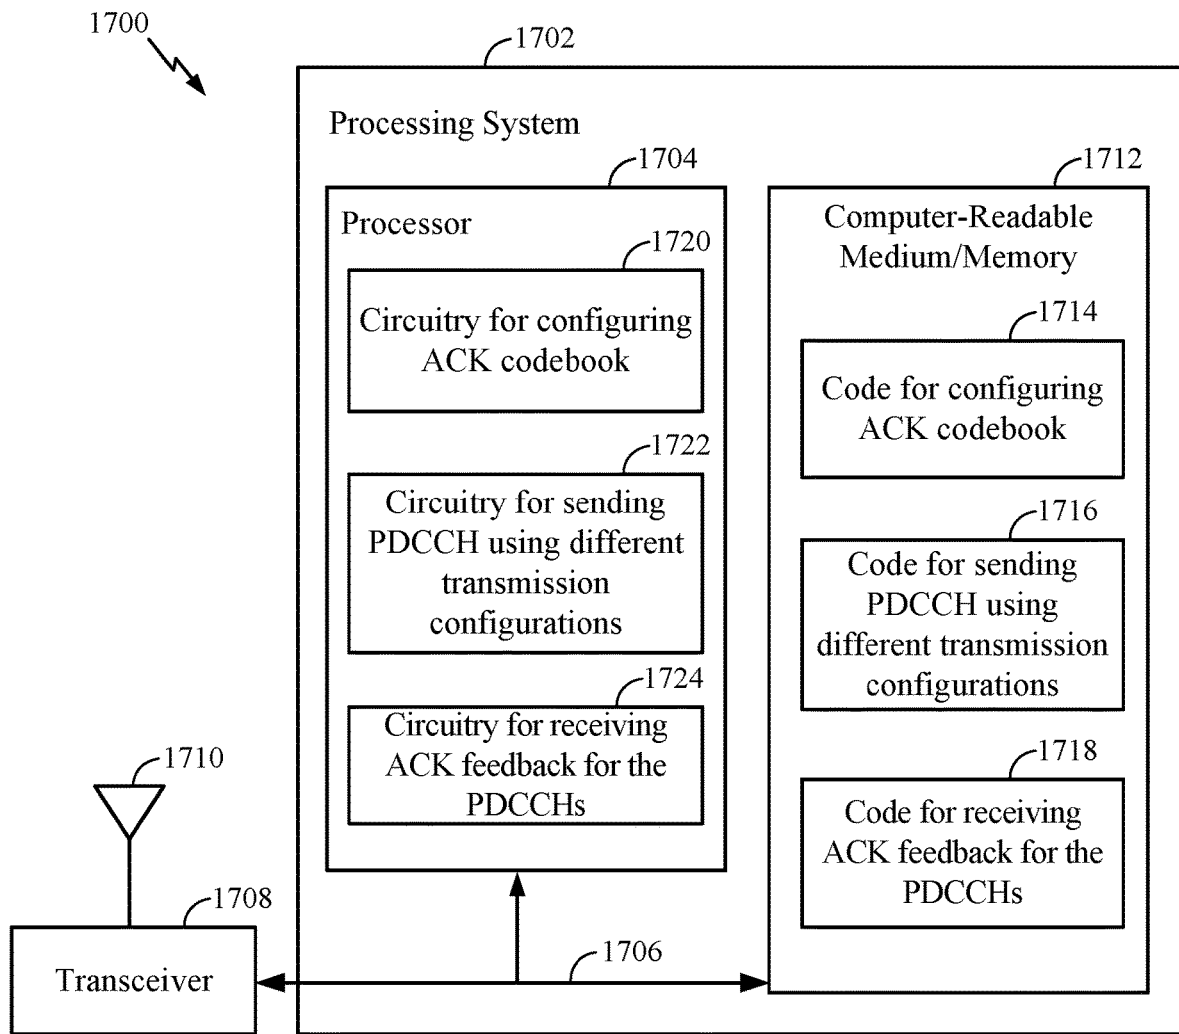 1700
1702
Processing System
1704
Processor
1720
Circuitry for configuring
ACK codebook
1722
Circuitry for sending
PDCCH using different
transmission
configurations
1724
Circuitry for receiving
ACK feedback for the
PDCCHs
1712
Computer-Readable
Medium/Memory
1714
Code for configuring
ACK codebook
1716
Code for sending
PDCCH using
different transmission
configurations
1718
Code for receiving
ACK feedback for the
PDCCHs
1710
1708
Transceiver
1706